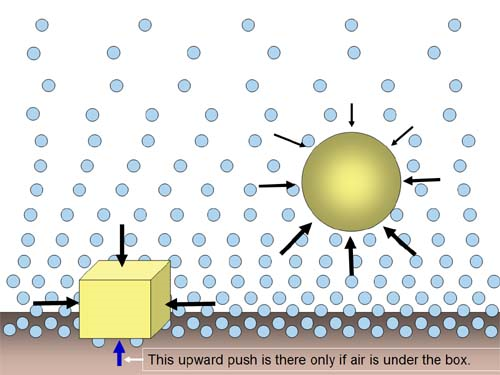 This upward push is there only if air is under the box.